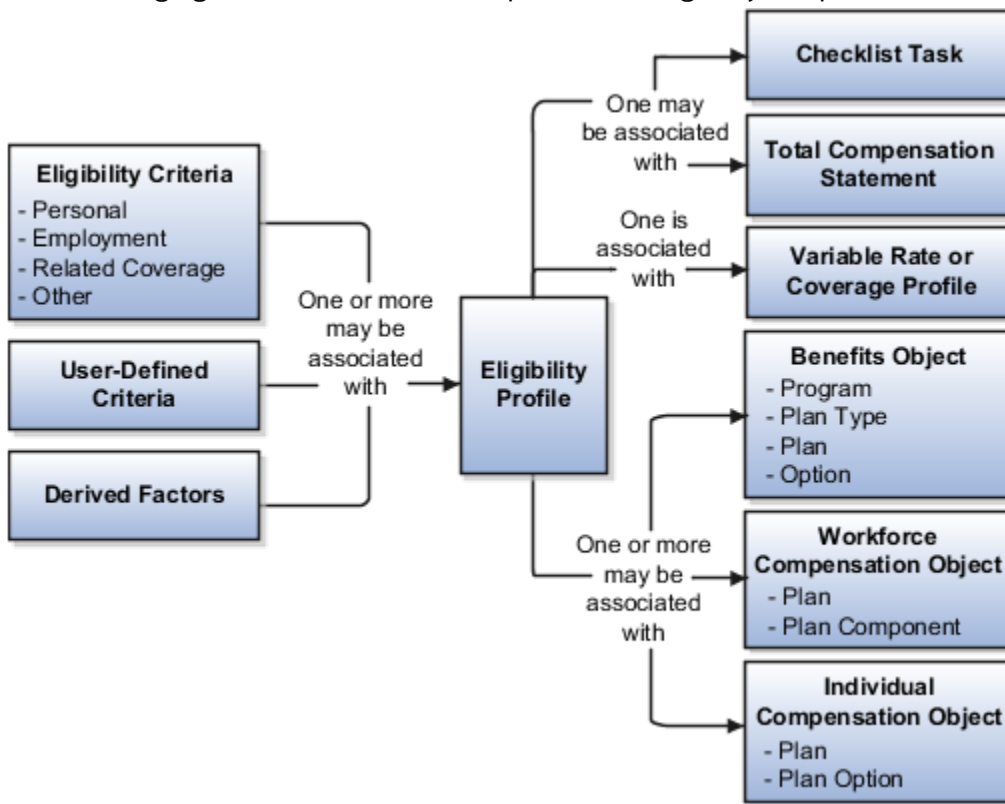 Eligibility Criteria
- Personal
- Employment
- Related Coverage
- Other
User-Defined
Criteria
Derived Factors
One or more
may be
associated
with
Eligibility
Profile
One may
be associated
with
One is
associated
with
One or more
may be
associated
with
Checklist Task
Total Compensation
Statement
Variable Rate or
Coverage Profile
Benefits Object
- Program
- Plan Type
- Plan
- Option
Workforce
Compensation Object
- Plan
- Plan Component
Individual
Compensation Object
- Plan
- Plan Option